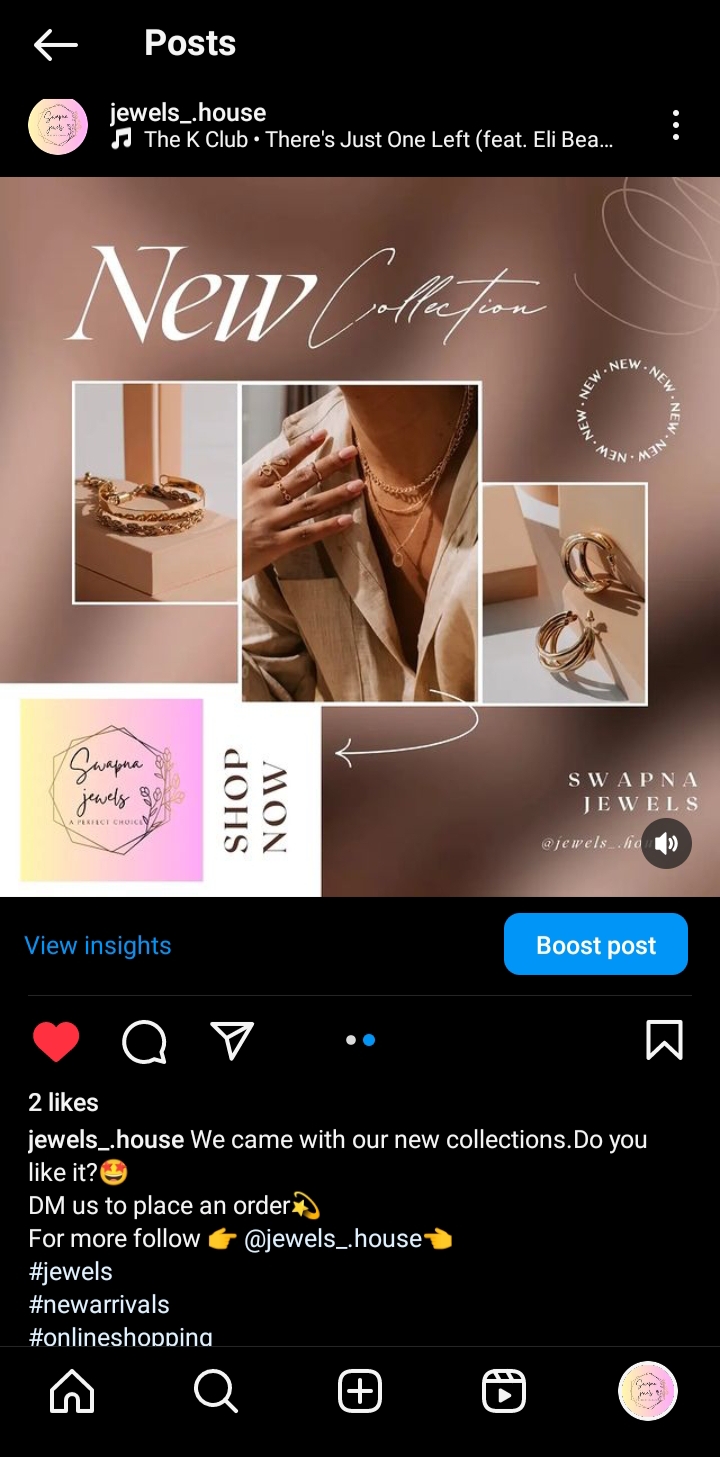 Posts
jewels_.house
The K Club • There's Just One Left (feat. Eli Bea...
New Collection
NEW · NEW · NEW · NEW · NEW · NEW · NEW ·
Swapna
jewels
A PERFECT CHOICE
SHOP
NOW
SWAPNA
JEWELS
@jewels_.hou
View insights
Boost post
2 likes
jewels_.house We came with our new collections.Do you
like it?🤩
DM us to place an order💫
For more follow 👉 @jewels_.house👈
#jewels
#newarrivals
#onlineshopping